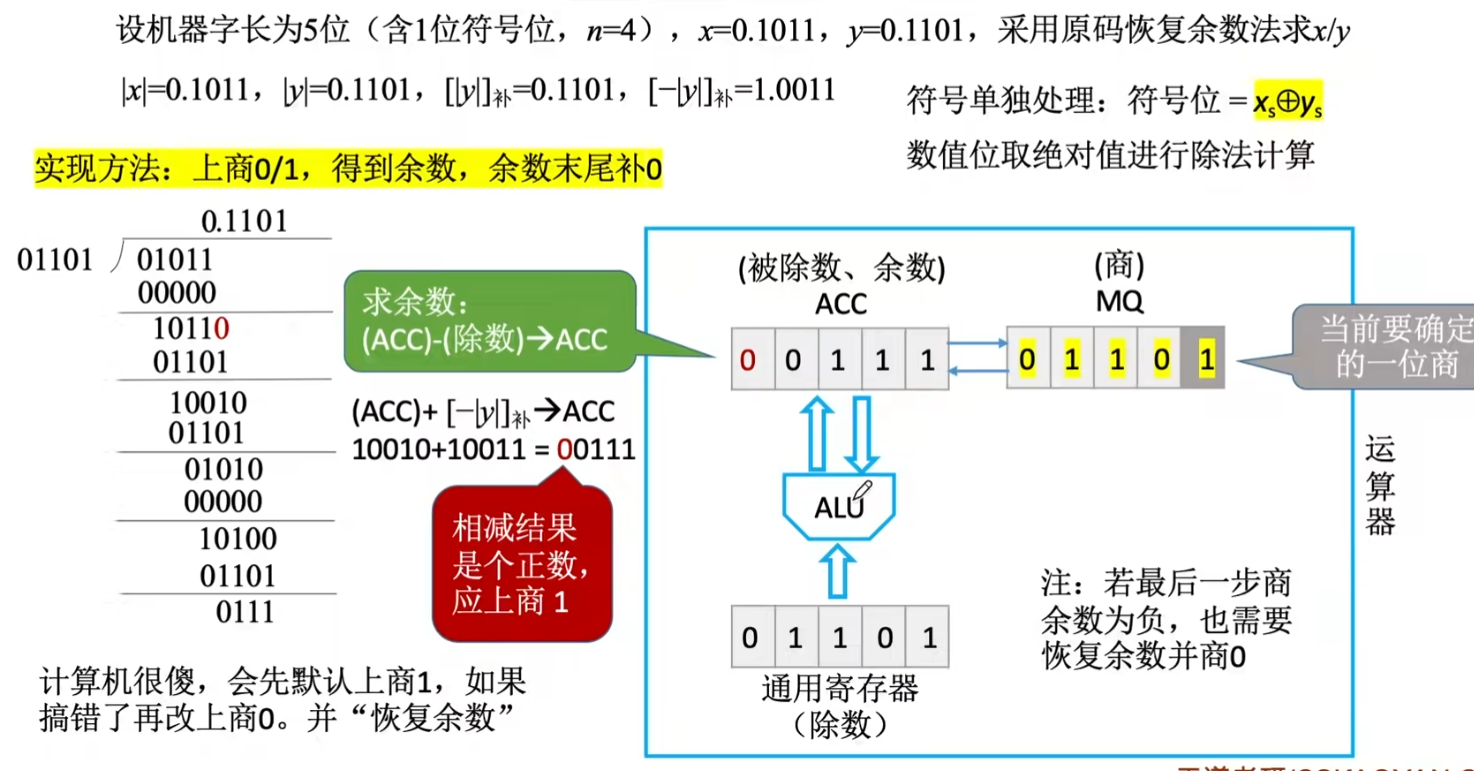 设机器字长为5位（含1位符号位，n=4），x=0.1011，y=0.1101，采用原码恢复余数法求x/y
|x|=0.1011，|y|=0.1101，[|y|]补=0.1101，[−|y|]补=1.0011
符号单独处理：符号位 = xs⊕ys
数值位取绝对值进行除法计算
实现方法：上商0/1，得到余数，余数末尾补0
0.1101
01101
01011
00000
10110
01101
10010
01101
01010
00000
10100
01101
0111
求余数：
(ACC)-(除数)→ACC
(ACC)+ [−|y|]补→ACC
10010+10011 = 00111
相减结果
是个正数，
应上商 1
计算机很傻，会先默认上商1，如果
搞错了再改上商0。并“恢复余数”
(被除数、余数)
ACC
(商)
MQ
0 0 1 1 1
0 1 1 0 1
当前要确定
的一位商
ALU
0 1 1 0 1
通用寄存器
（除数）
运
算
器
注：若最后一步商
余数为负，也需要
恢复余数并商0